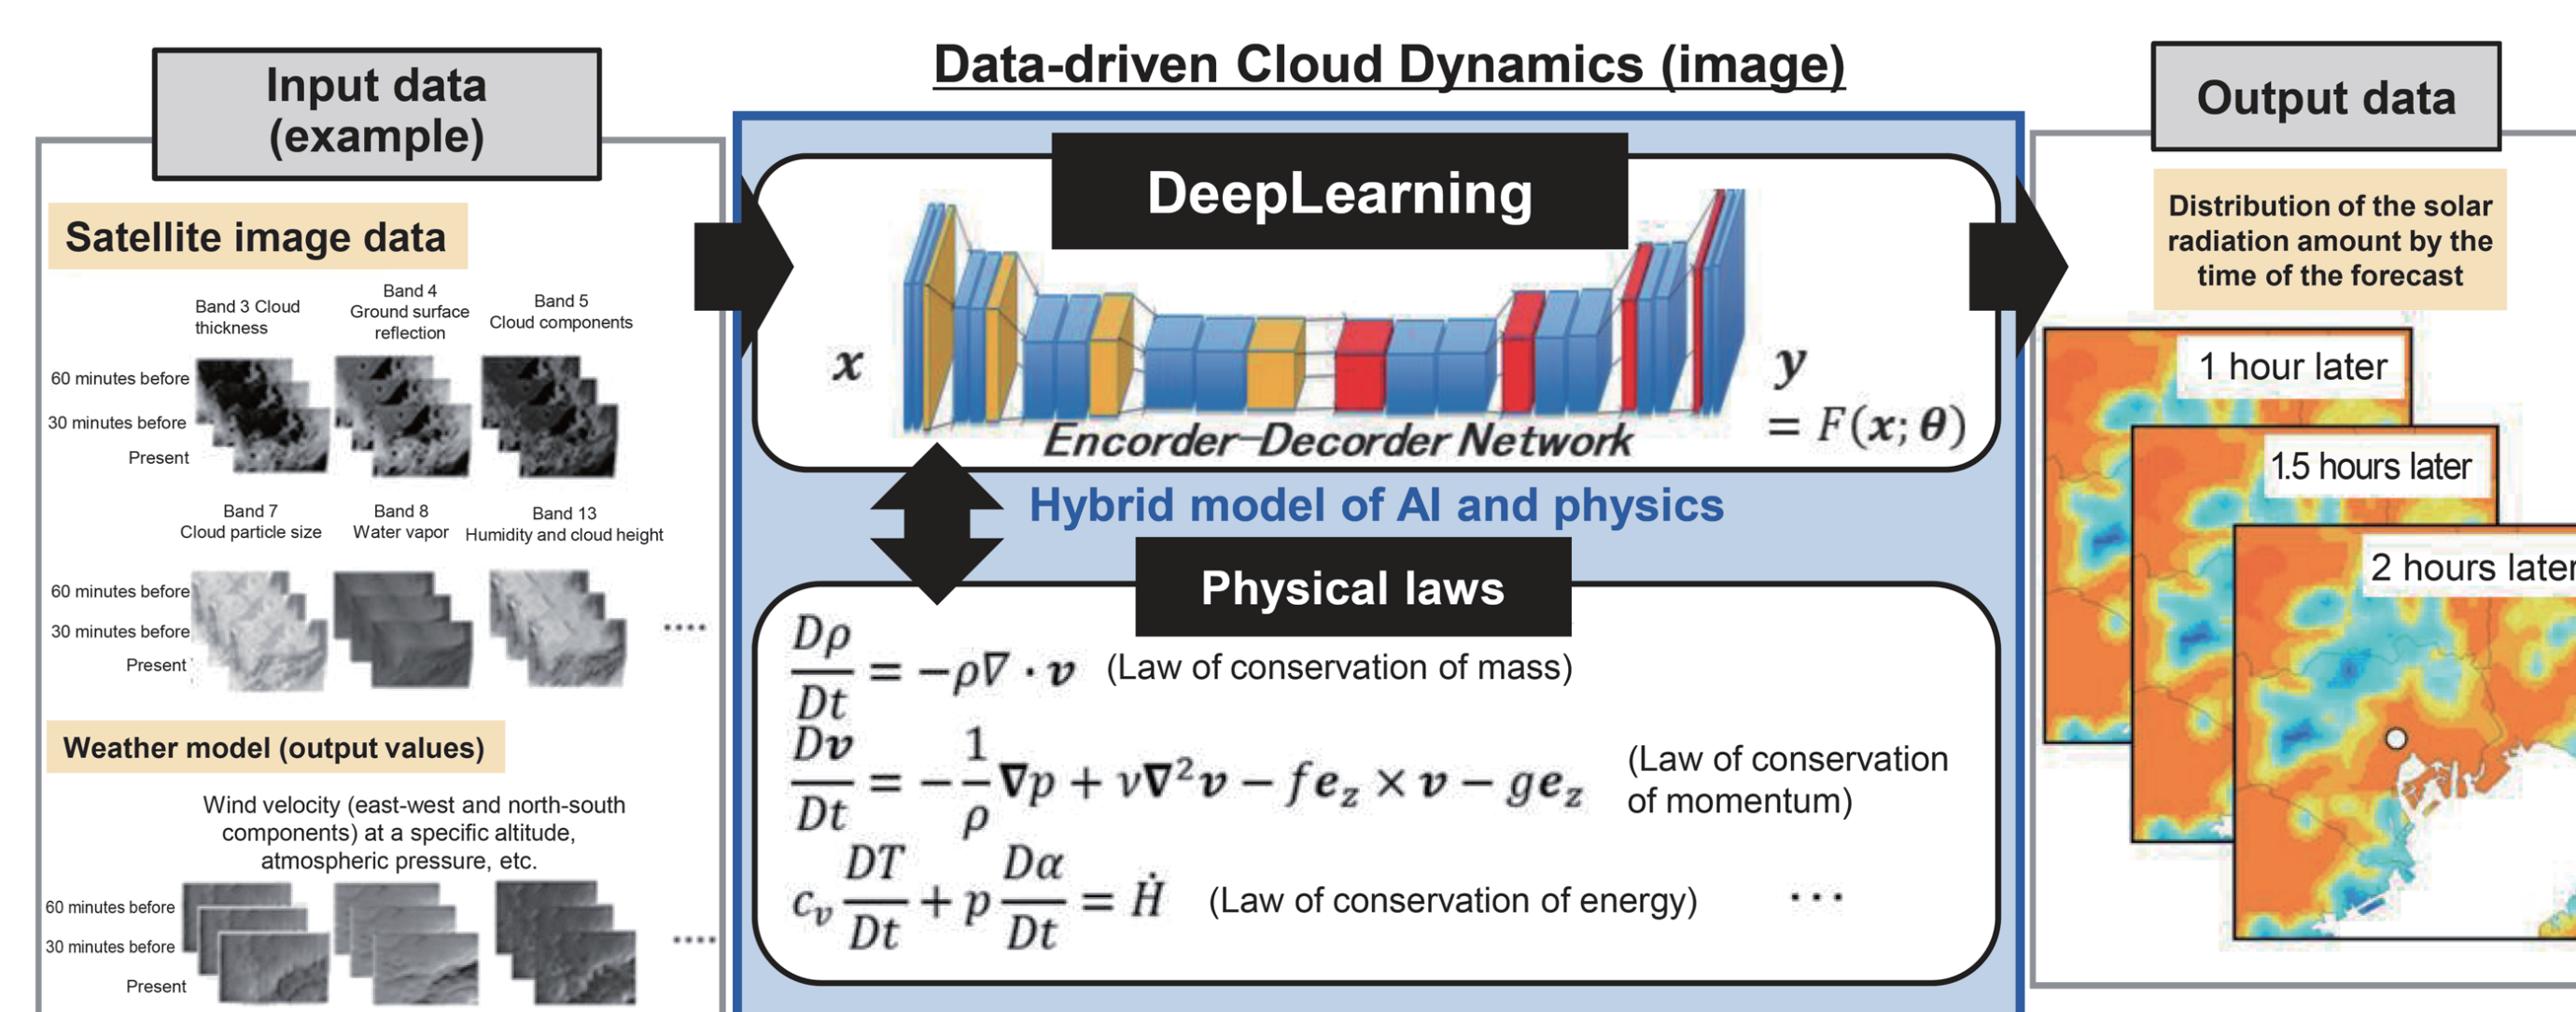 Data-driven Cloud Dynamics (image)
Input data
(example)
Satellite image data
Band 3 Cloud
thickness
Band 4
Ground surface
reflection
Band 5
Cloud components
60 minutes before
30 minutes before
Present
Band 7
Cloud particle size
Band 8
Water vapor
Band 13
Humidity and cloud height
60 minutes before
30 minutes before
Present
....
Weather model (output values)
Wind velocity (east-west and north-south
components) at a specific altitude,
atmospheric pressure, etc.
60 minutes before
30 minutes before
Present
....
DeepLearning
x
y
= F(x; θ)
Encorder-Decorder Network
Hybrid model of AI and physics
Physical laws
Dρ/Dt = −ρ∇ · v (Law of conservation of mass)
Dv/Dt = − 1/ρ ∇p + ν∇²v − fe_z × v − ge_z (Law of conservation
of momentum)
c_v DT/Dt + p Dα/Dt = Ḣ (Law of conservation of energy) ...
Output data
Distribution of the solar
radiation amount by the
time of the forecast
1 hour later
1.5 hours later
2 hours later